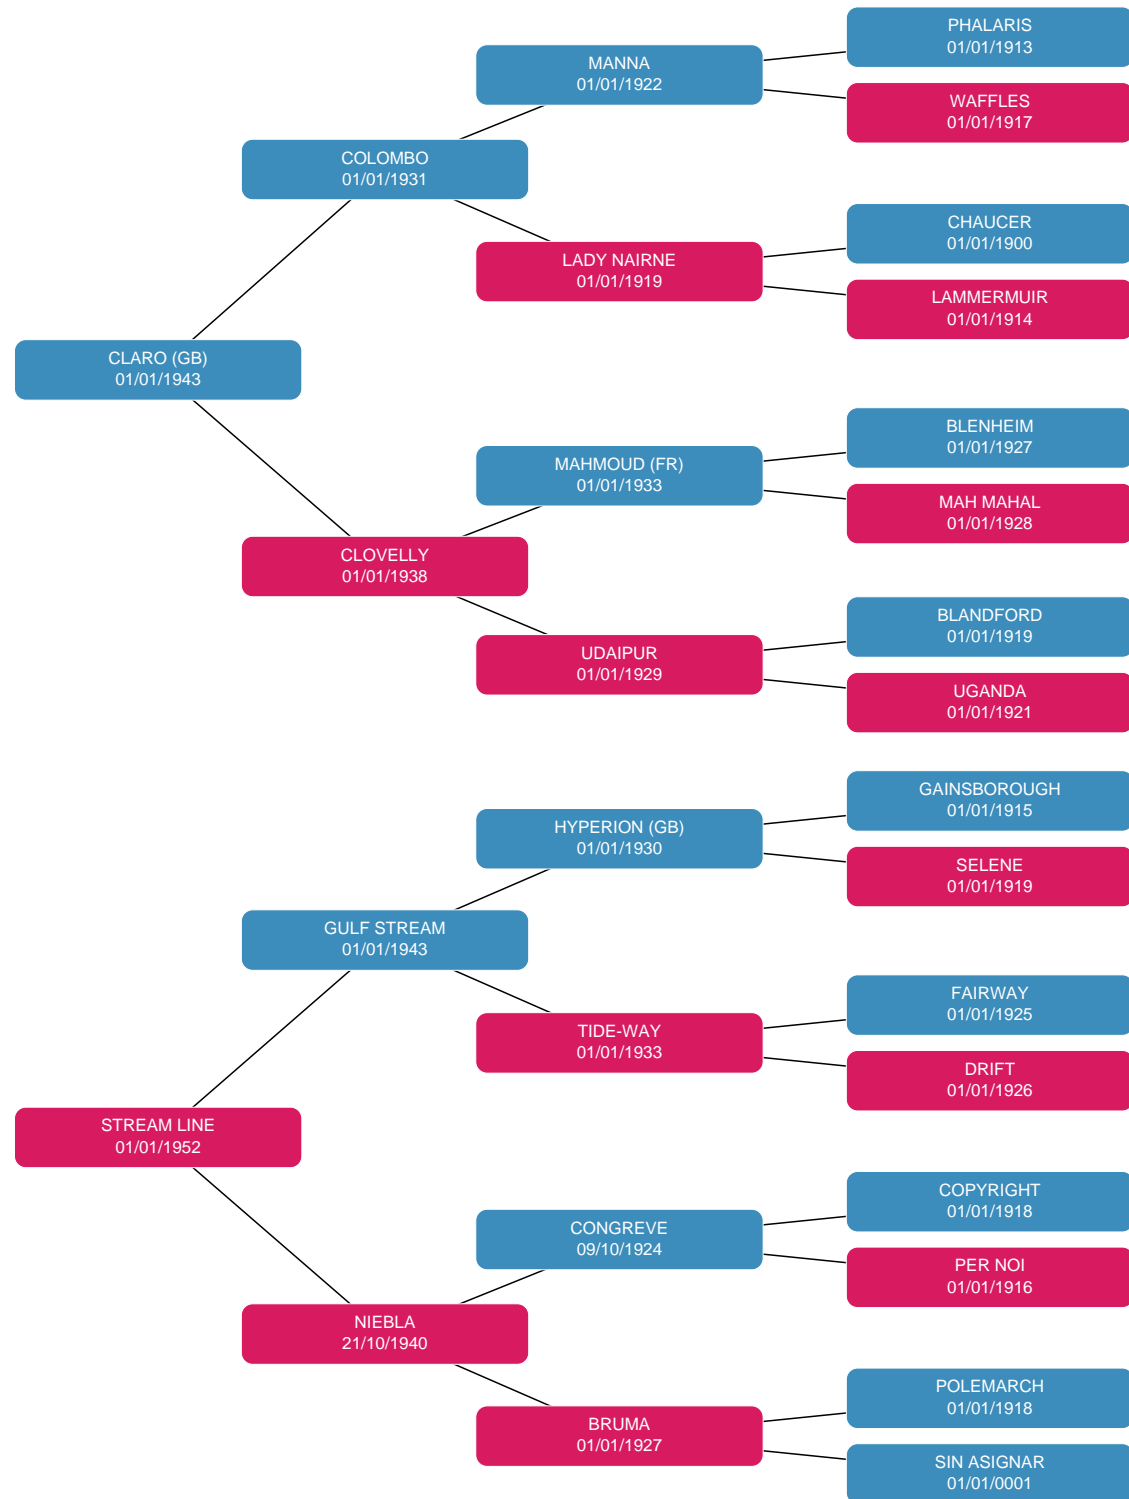 PHALARIS
01/01/1913
MANNA
01/01/1922
WAFFLES
01/01/1917
COLOMBO
01/01/1931
CHAUCER
01/01/1900
LADY NAIRNE
01/01/1919
LAMMERMUIR
01/01/1914
CLARO (GB)
01/01/1943
BLENHEIM
01/01/1927
MAHMOUD (FR)
01/01/1933
MAH MAHAL
01/01/1928
CLOVELLY
01/01/1938
BLANDFORD
01/01/1919
UDAIPUR
01/01/1929
UGANDA
01/01/1921
GAINSBOROUGH
01/01/1915
HYPERION (GB)
01/01/1930
SELENE
01/01/1919
GULF STREAM
01/01/1943
FAIRWAY
01/01/1925
TIDE-WAY
01/01/1933
DRIFT
01/01/1926
STREAM LINE
01/01/1952
COPYRIGHT
01/01/1918
CONGREVE
09/10/1924
PER NOI
01/01/1916
NIEBLA
21/10/1940
POLEMARCH
01/01/1918
BRUMA
01/01/1927
SIN ASIGNAR
01/01/0001